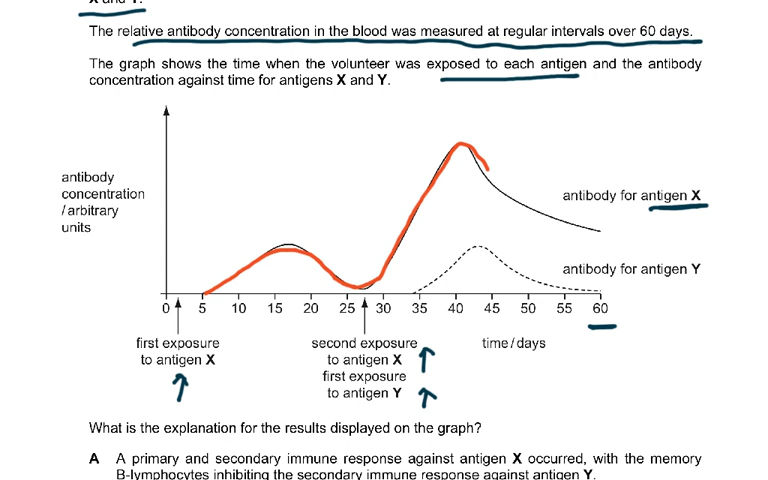 X and Y.
The relative antibody concentration in the blood was measured at regular intervals over 60 days.
The graph shows the time when the volunteer was exposed to each antigen and the antibody
concentration against time for antigens X and Y.
antibody
concentration
/ arbitrary
units
antibody for antigen X
antibody for antigen Y
0 5 10 15 20 25 30 35 40 45 50 55 60
first exposure
to antigen X
second exposure
to antigen X
first exposure
to antigen Y
time / days
What is the explanation for the results displayed on the graph?
A A primary and secondary immune response against antigen X occurred, with the memory
B-lymphocytes inhibiting the secondary immune response against antigen Y.